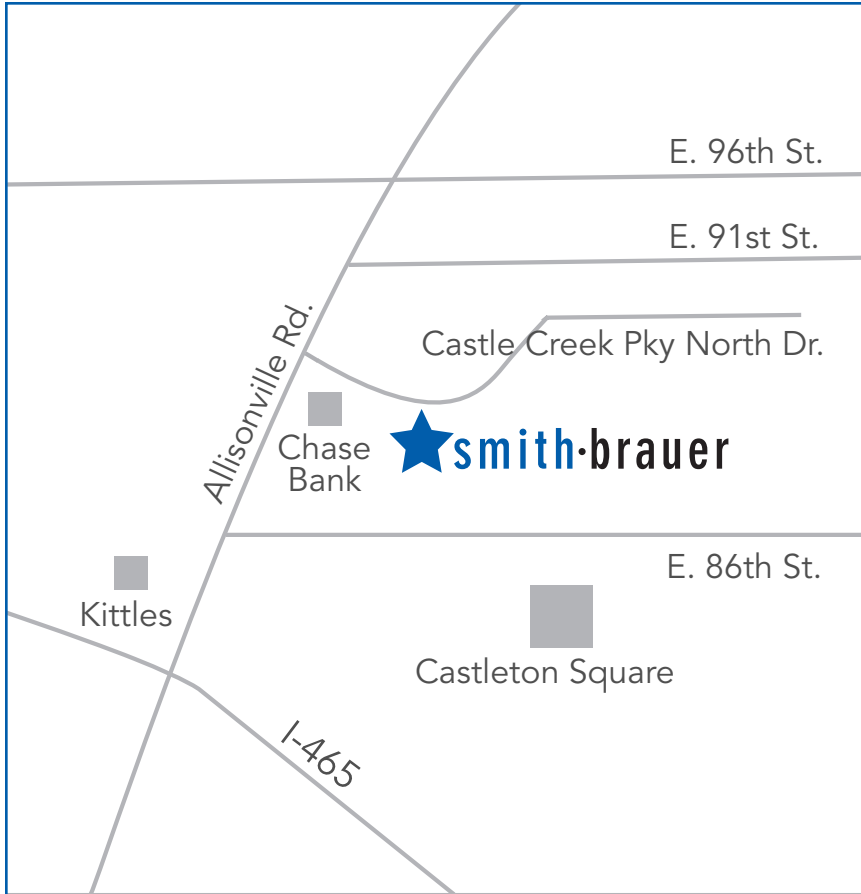 E. 96th St.
E. 91st St.
Allisonville Rd.
Castle Creek Pky North Dr.
Chase
Bank
smith·brauer
E. 86th St.
Kittles
Castleton Square
I-465